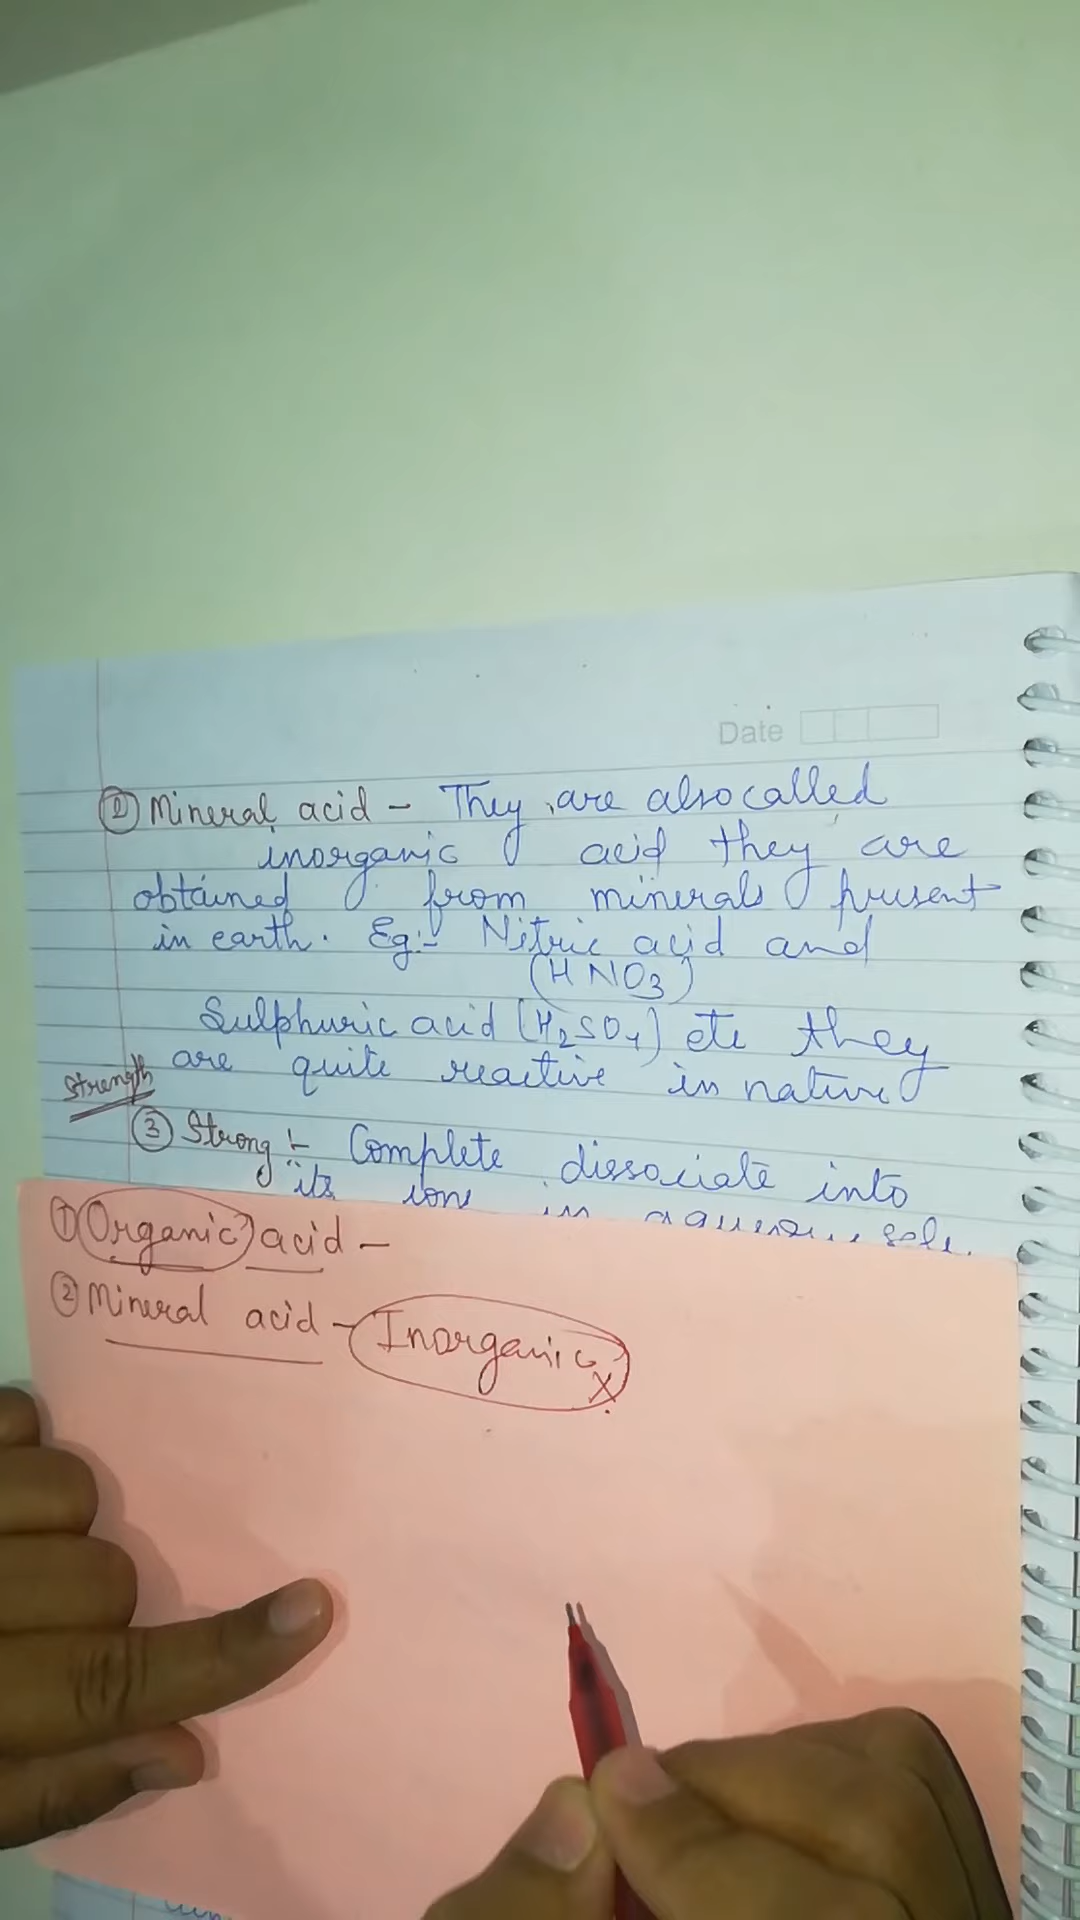 Date
② Mineral acid - They are also called
inorganic acid they are
obtained from minerals present
in earth. Eg:- Nitric acid and
(HNO3)
Sulphuric acid (H2SO4) etc they
are quite reactive in nature
Strength
③ Strong :- Complete dissociate into
its ions in
① Organic acid -
② Mineral acid - Inorganic
x